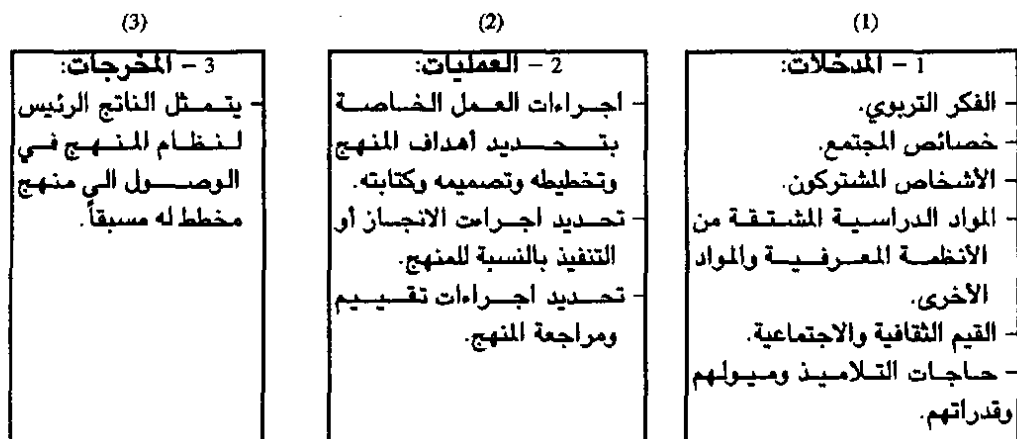 (1)
1 – المدخلات:
– الفكر التربوي.
– خصائص المجتمع.
– الأشخاص المشتركون.
– المواد الدراسية المشتقة من
الأنظمة المعرفية والمواد
الأخرى.
– القيم الثقافية والاجتماعية.
– حاجات التلاميذ وميولهم
وقدراتهم.
(2)
2 – العمليات:
– اجراءات العمل الخاصة
بتحديد أهداف المنهج
وتخطيطه وتصميمه وكتابته.
– تحديد اجراءت الانجاز أو
التنفيذ بالنسبة للمنهج.
– تحديد اجراءات تقييم
ومراجعة المنهج.
(3)
3 – المخرجات:
– يتمثل الناتج الرئيس
لنظام المنهج في
الوصول الى منهج
مخطط له مسبقاً.